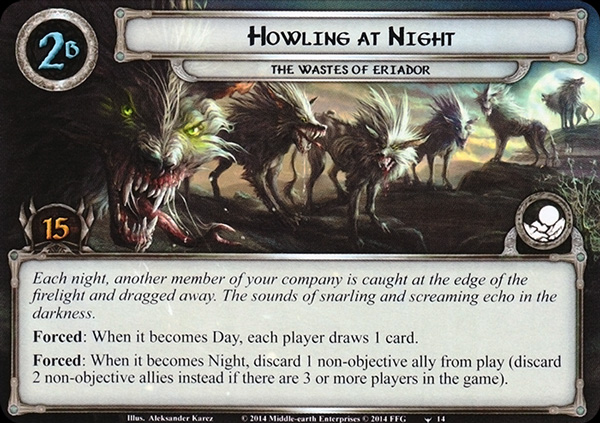 2B
HOWLING AT NIGHT
THE WASTES OF ERIADOR
15
Each night, another member of your company is caught at the edge of the
firelight and dragged away. The sounds of snarling and screaming echo in the
darkness.
Forced: When it becomes Day, each player draws 1 card.
Forced: When it becomes Night, discard 1 non-objective ally from play (discard
2 non-objective allies instead if there are 3 or more players in the game).
Illus. Aleksander Karcz © 2014 Middle-earth Enterprises © 2014 FFG 14